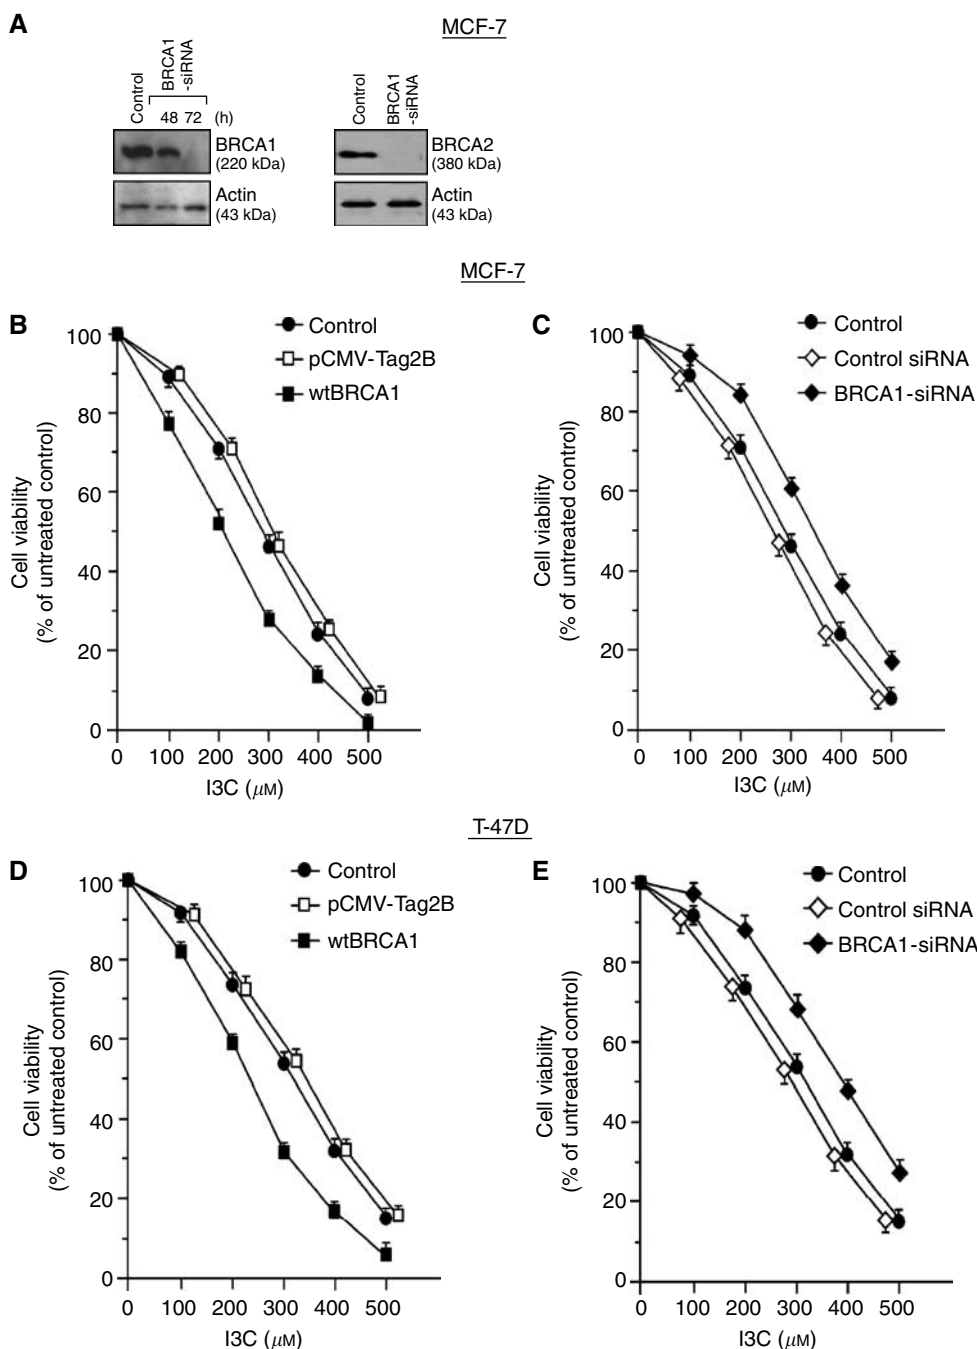 A
MCF-7
Control
BRCA1
-siRNA
48 72 (h)
BRCA1
(220 kDa)
Actin
(43 kDa)
Control
BRCA1
-siRNA
BRCA2
(380 kDa)
Actin
(43 kDa)
MCF-7
B
Control
pCMV-Tag2B
wtBRCA1
Cell viability
(% of untreated control)
100
80
60
40
20
0
0 100 200 300 400 500
I3C (μM)
C
Control
Control siRNA
BRCA1-siRNA
Cell viability
(% of untreated control)
100
80
60
40
20
0
0 100 200 300 400 500
I3C (μM)
T-47D
D
Control
pCMV-Tag2B
wtBRCA1
Cell viability
(% of untreated control)
100
80
60
40
20
0
0 100 200 300 400 500
I3C (μM)
E
Control
Control siRNA
BRCA1-siRNA
Cell viability
(% of untreated control)
100
80
60
40
20
0
0 100 200 300 400 500
I3C (μM)